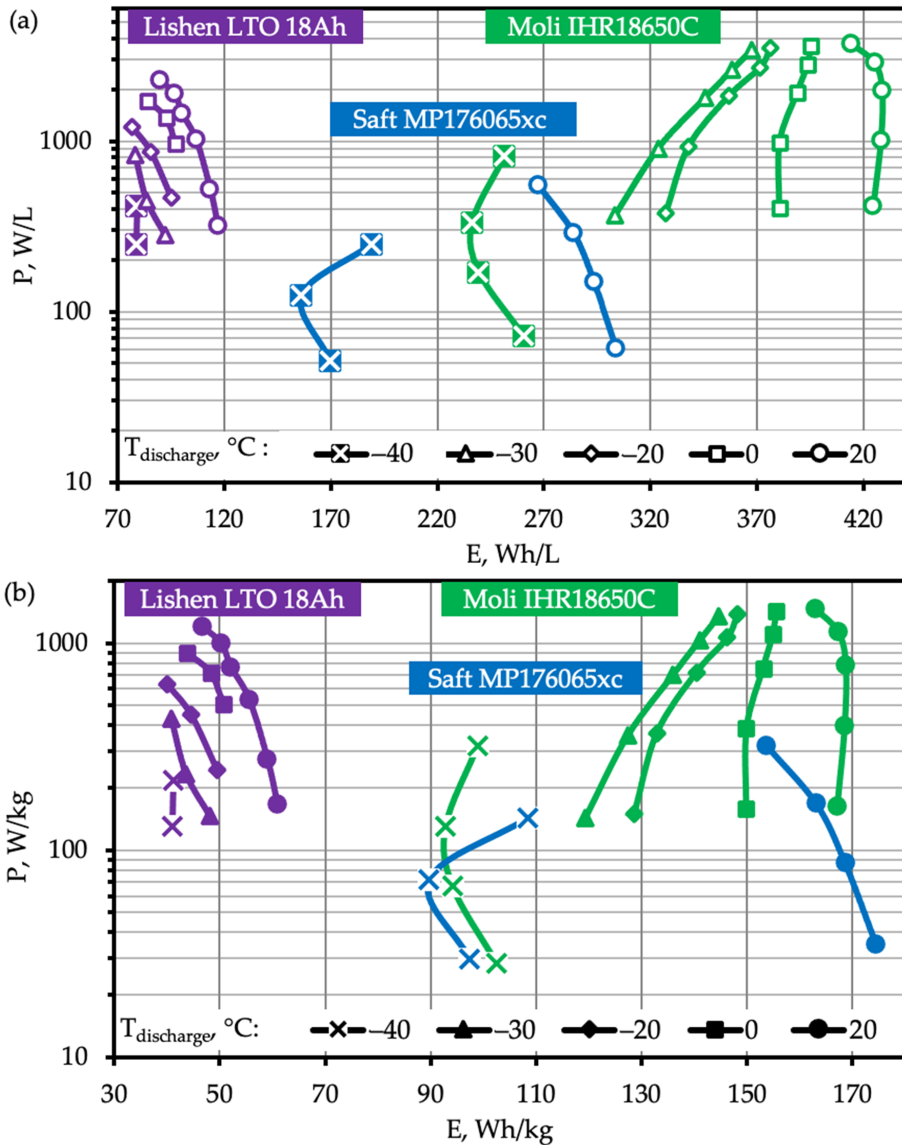 (a)
Lishen LTO 18Ah
Moli IHR18650C
Saft MP176065xc
P, W/L
1000
100
10
T discharge, °C :
–40
–30
–20
0
20
70
120
170
220
270
320
370
420
E, Wh/L
(b)
Lishen LTO 18Ah
Moli IHR18650C
Saft MP176065xc
P, W/kg
1000
100
10
T discharge, °C:
–40
–30
–20
0
20
30
50
70
90
110
130
150
170
E, Wh/kg